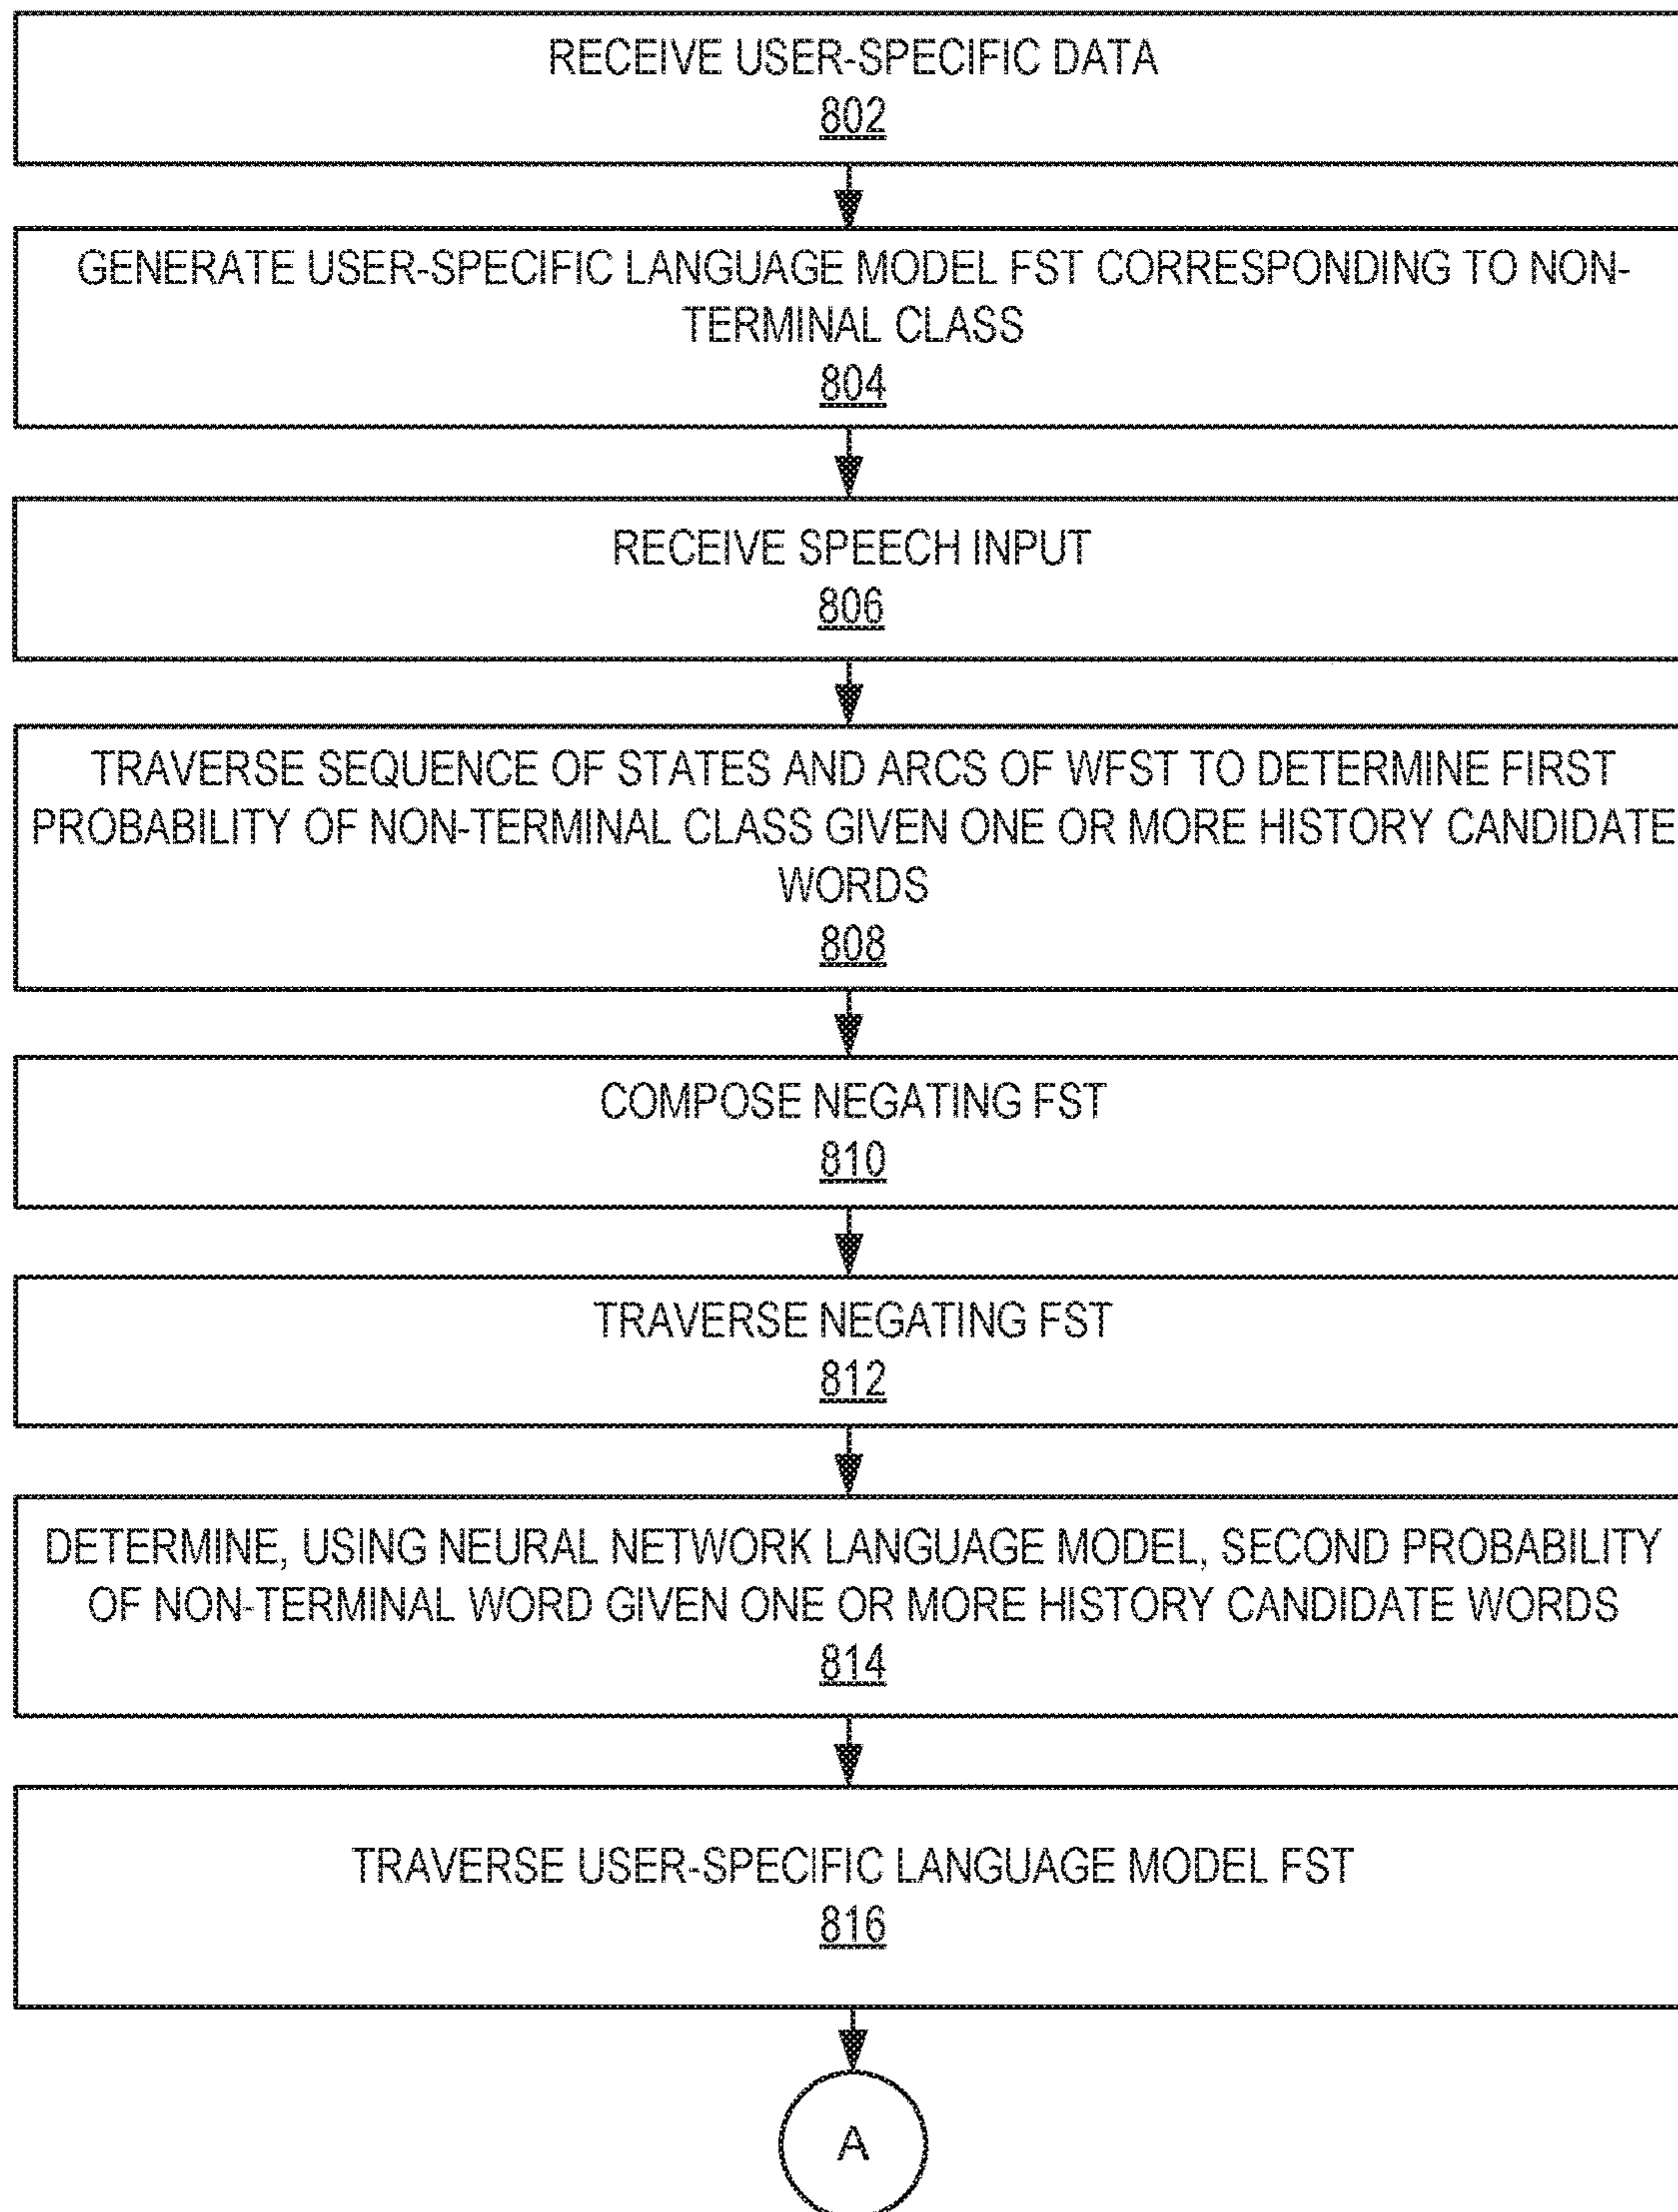 RECEIVE USER-SPECIFIC DATA
802
GENERATE USER-SPECIFIC LANGUAGE MODEL FST CORRESPONDING TO NON-
TERMINAL CLASS
804
RECEIVE SPEECH INPUT
806
TRAVERSE SEQUENCE OF STATES AND ARCS OF WFST TO DETERMINE FIRST
PROBABILITY OF NON-TERMINAL CLASS GIVEN ONE OR MORE HISTORY CANDIDATE
WORDS
808
COMPOSE NEGATING FST
810
TRAVERSE NEGATING FST
812
DETERMINE, USING NEURAL NETWORK LANGUAGE MODEL, SECOND PROBABILITY
OF NON-TERMINAL WORD GIVEN ONE OR MORE HISTORY CANDIDATE WORDS
814
TRAVERSE USER-SPECIFIC LANGUAGE MODEL FST
816
A